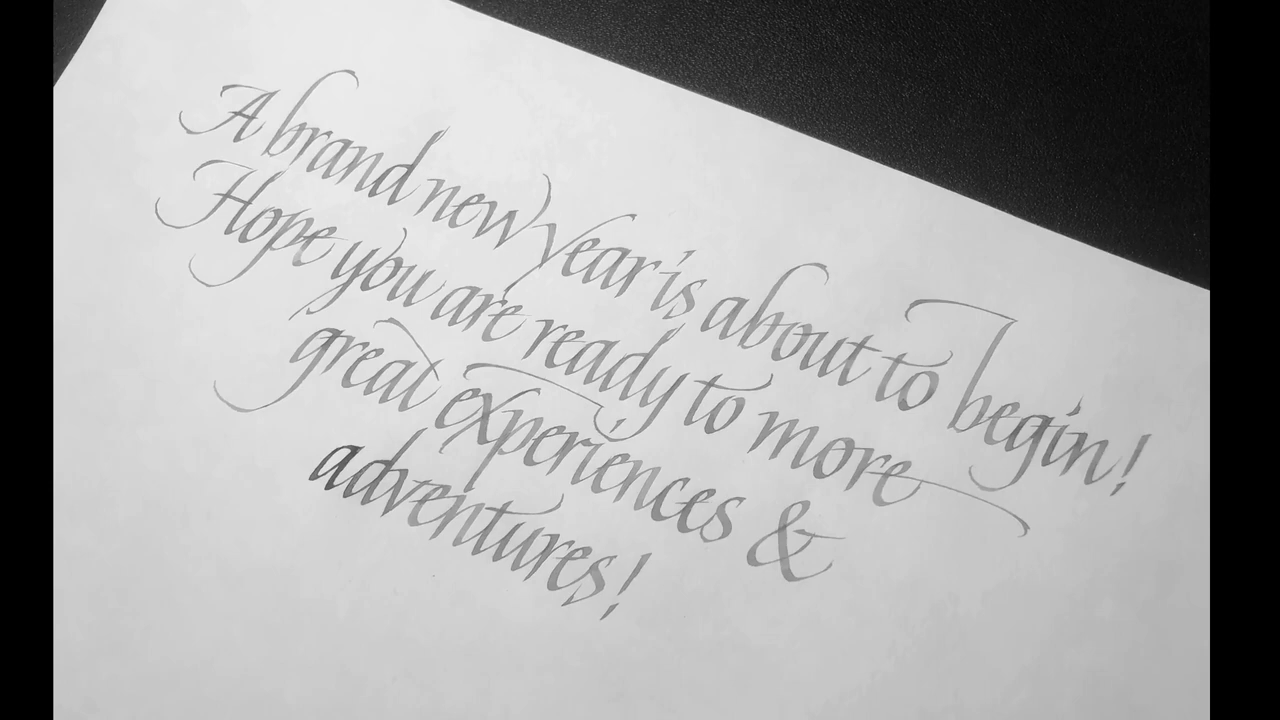 A brand new year is about to begin!
Hope you are ready to more
great experiences &
adventures!